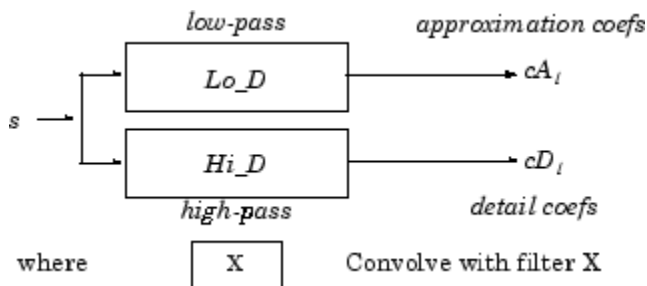 low-pass
approximation coefs
Lo_D
cA₁
s
Hi_D
cD₁
high-pass
detail coefs
where X Convolve with filter X